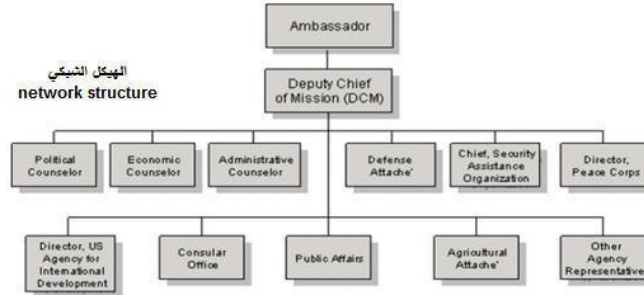 Ambassador
الهيكل الشبكي
network structure
Deputy Chief
of Mission (DCM)
Political
Counselor
Economic
Counselor
Administrative
Counselor
Defense
Attache'
Chief, Security
Assistance
Organization
Director,
Peace Corps
Director, US
Agency for
International
Development
Consular
Office
Public Affairs
Agricultural
Attache'
Other
Agency
Representative